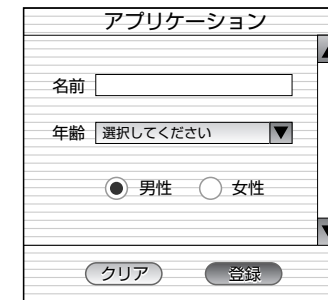 アプリケーション
名前
年齢 選択してください
男性 女性
クリア 登録